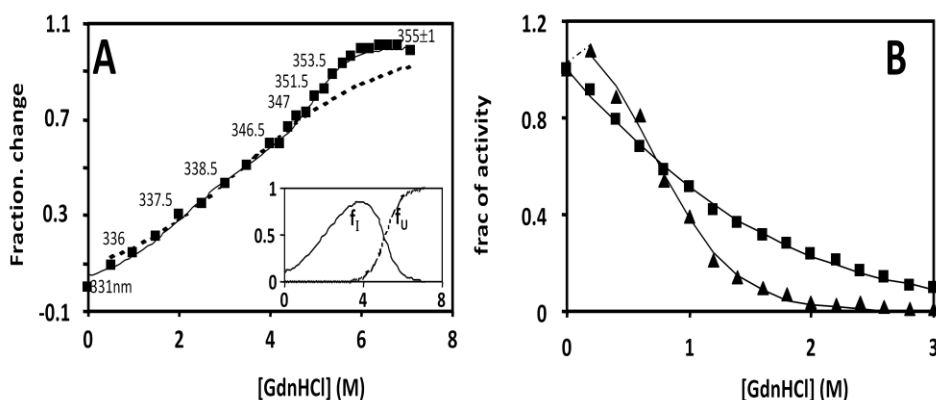 A
Fraction. change
1.1
0.7
0.3
-0.1
355±1
353.5
351.5
347
346.5
338.5
337.5
336
331nm
1
0.5
0
fI
fU
0 4 8
0 2 4 6 8
[GdnHCl] (M)
B
frac of activity
1.2
0.8
0.4
0
0 1 2 3
[GdnHCl] (M)